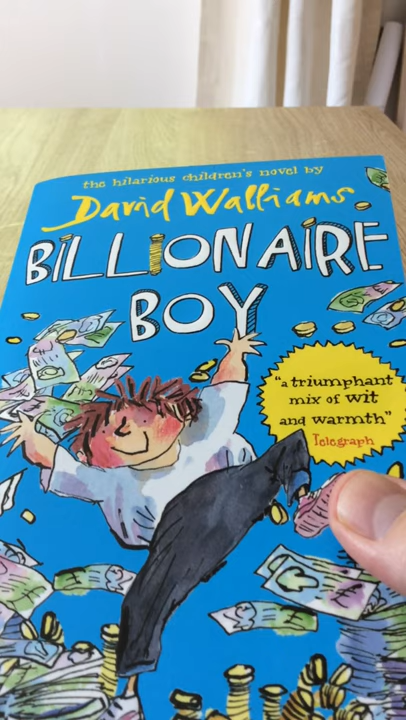 the hilarious children's novel by
David Walliams
BILLIONAIRE
BOY
"a triumphant
mix of wit
and warmth"
Telegraph